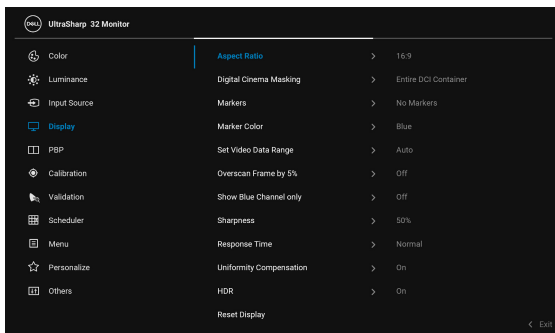 DELL UltraSharp 32 Monitor
Color Aspect Ratio > 16:9
Luminance Digital Cinema Masking > Entire DCI Container
Input Source Markers > No Markers
Display Marker Color > Blue
PBP Set Video Data Range > Auto
Calibration Overscan Frame by 5% > Off
Validation Show Blue Channel only > Off
Scheduler Sharpness > 50%
Menu Response Time > Normal
Personalize Uniformity Compensation > On
Others HDR > On
Reset Display
< Exit